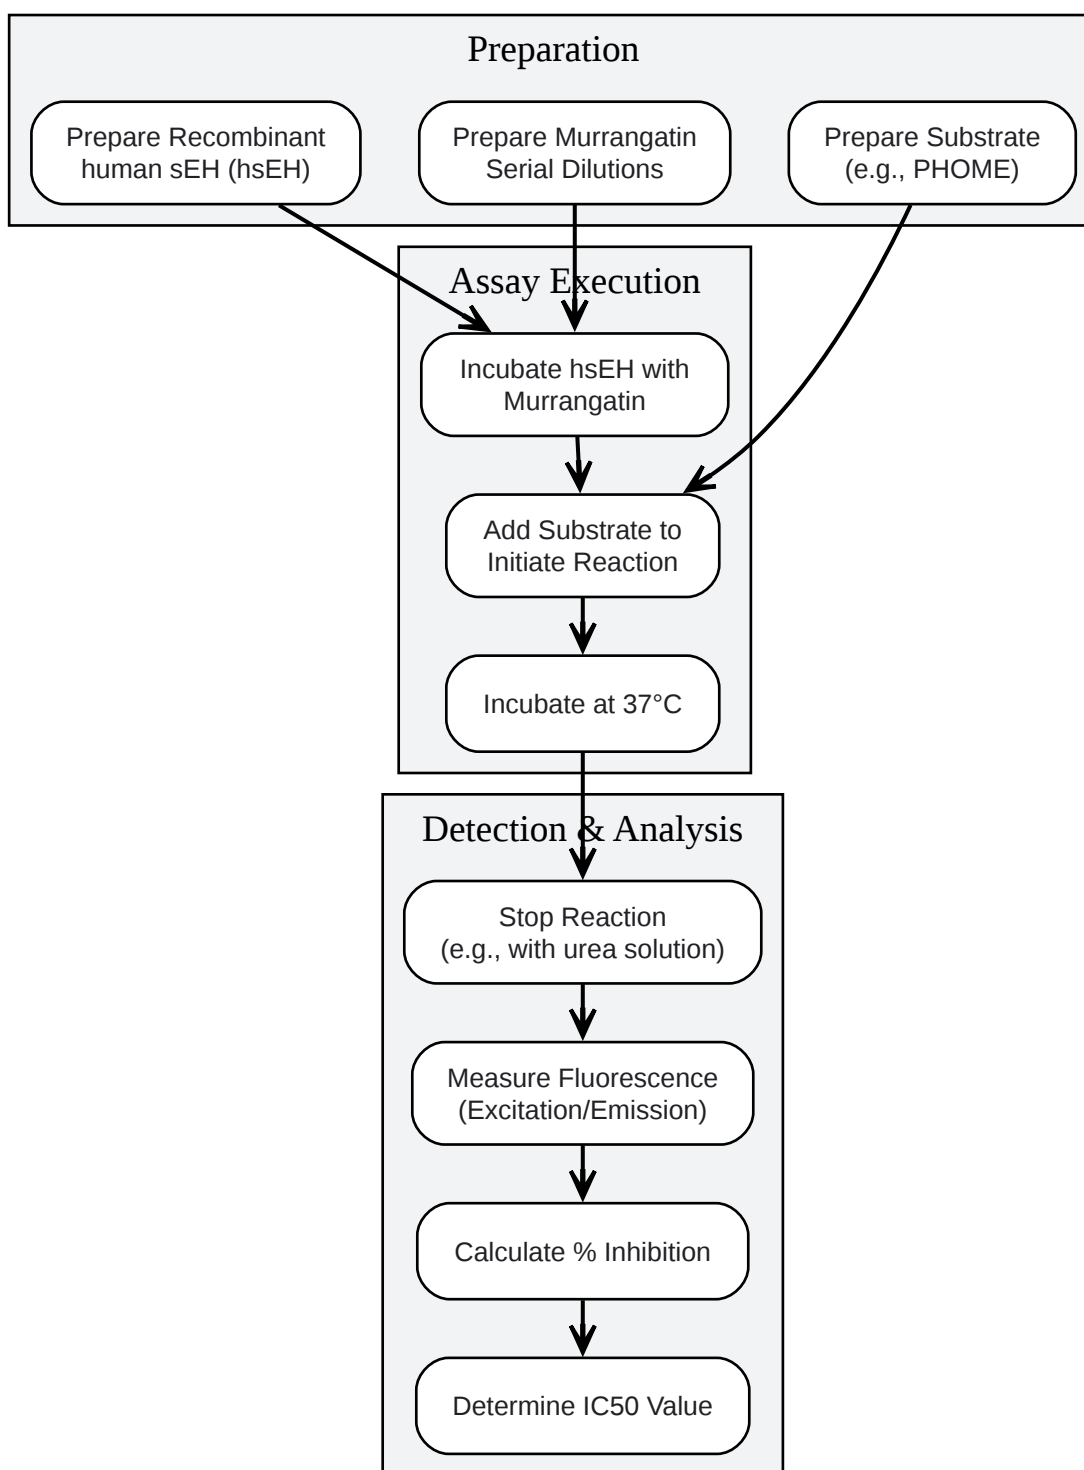 Preparation
Prepare Recombinant
human sEH (hsEH)
Prepare Murrangatin
Serial Dilutions
Prepare Substrate
(e.g., PHOME)
Assay Execution
Incubate hsEH with
Murrangatin
Add Substrate to
Initiate Reaction
Incubate at 37°C
Detection & Analysis
Stop Reaction
(e.g., with urea solution)
Measure Fluorescence
(Excitation/Emission)
Calculate % Inhibition
Determine IC50 Value